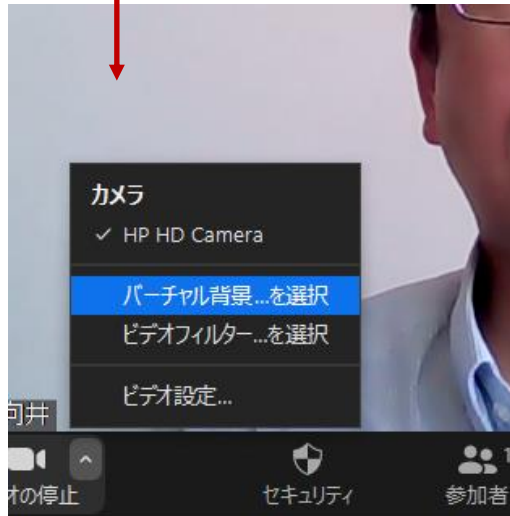 カメラ
✓ HP HD Camera
バーチャル背景...を選択
ビデオフィルター...を選択
ビデオ設定...
向井
オの停止
セキュリティ
1
参加者